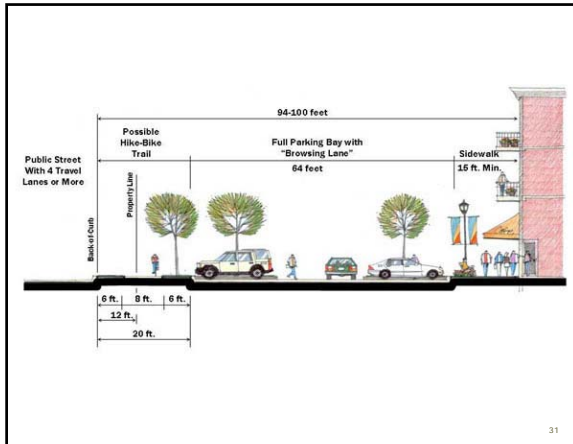 94-100 feet
Possible
Hike-Bike
Trail
Full Parking Bay with
"Browsing Lane"
Sidewalk
Public Street
With 4 Travel
Lanes or More
64 feet
15 ft. Min.
Back-of-Curb
Property Line
6 ft.
8 ft.
6 ft.
12 ft.
20 ft.
31